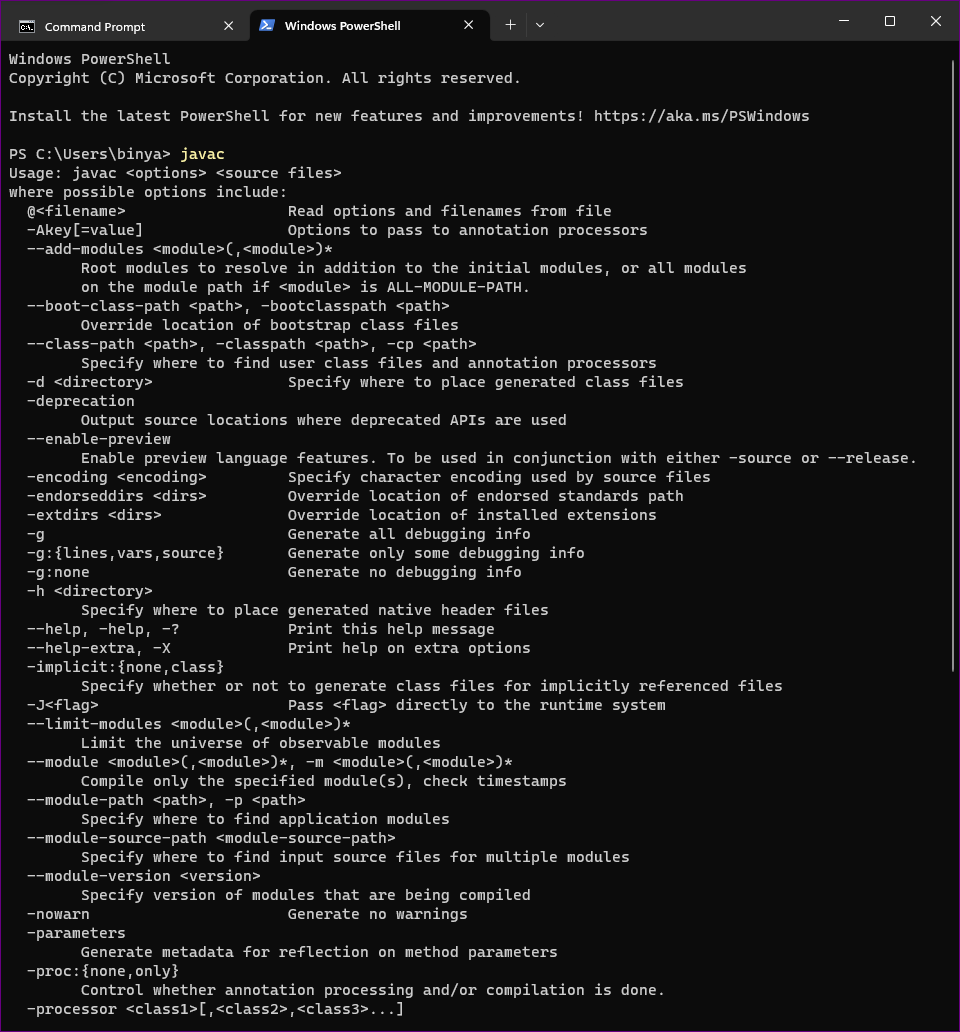 Command Prompt
Windows PowerShell
Windows PowerShell
Copyright (C) Microsoft Corporation. All rights reserved.
Install the latest PowerShell for new features and improvements! https://aka.ms/PSWindows
PS C:\Users\binya> javac
Usage: javac <options> <source files>
where possible options include:
  @<filename>                  Read options and filenames from file
  -Akey[=value]                Options to pass to annotation processors
  --add-modules <module>(,<module>)*
        Root modules to resolve in addition to the initial modules, or all modules
        on the module path if <module> is ALL-MODULE-PATH.
  --boot-class-path <path>, -bootclasspath <path>
        Override location of bootstrap class files
  --class-path <path>, -classpath <path>, -cp <path>
        Specify where to find user class files and annotation processors
  -d <directory>               Specify where to place generated class files
  -deprecation
        Output source locations where deprecated APIs are used
  --enable-preview
        Enable preview language features. To be used in conjunction with either -source or --release.
  -encoding <encoding>         Specify character encoding used by source files
  -endorseddirs <dirs>         Override location of endorsed standards path
  -extdirs <dirs>              Override location of installed extensions
  -g                           Generate all debugging info
  -g:{lines,vars,source}       Generate only some debugging info
  -g:none                      Generate no debugging info
  -h <directory>
        Specify where to place generated native header files
  --help, -help, -?            Print this help message
  --help-extra, -X             Print help on extra options
  -implicit:{none,class}
        Specify whether or not to generate class files for implicitly referenced files
  -J<flag>                     Pass <flag> directly to the runtime system
  --limit-modules <module>(,<module>)*
        Limit the universe of observable modules
  --module <module>(,<module>)*, -m <module>(,<module>)*
        Compile only the specified module(s), check timestamps
  --module-path <path>, -p <path>
        Specify where to find application modules
  --module-source-path <module-source-path>
        Specify where to find input source files for multiple modules
  --module-version <version>
        Specify version of modules that are being compiled
  -nowarn                      Generate no warnings
  -parameters
        Generate metadata for reflection on method parameters
  -proc:{none,only}
        Control whether annotation processing and/or compilation is done.
  -processor <class1>[,<class2>,<class3>...]